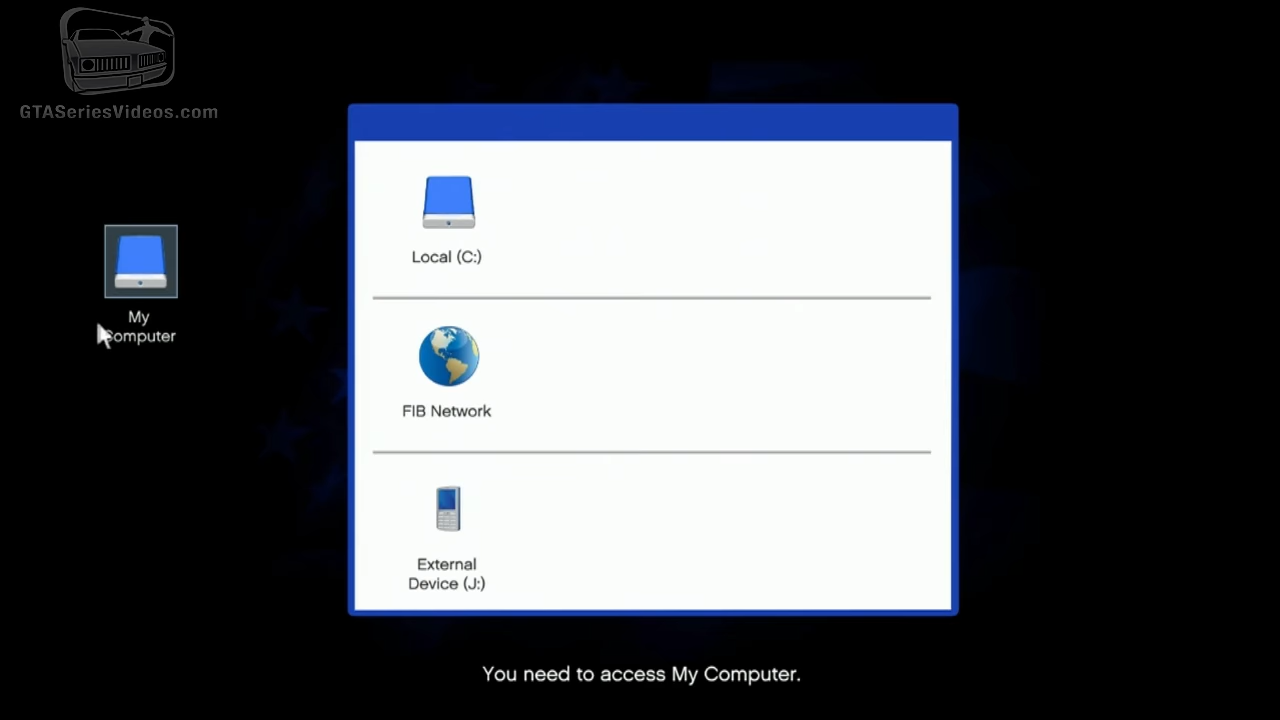 GTASeriesVideos.com
My
Computer
Local (C:)
FIB Network
External
Device (J:)
You need to access My Computer.